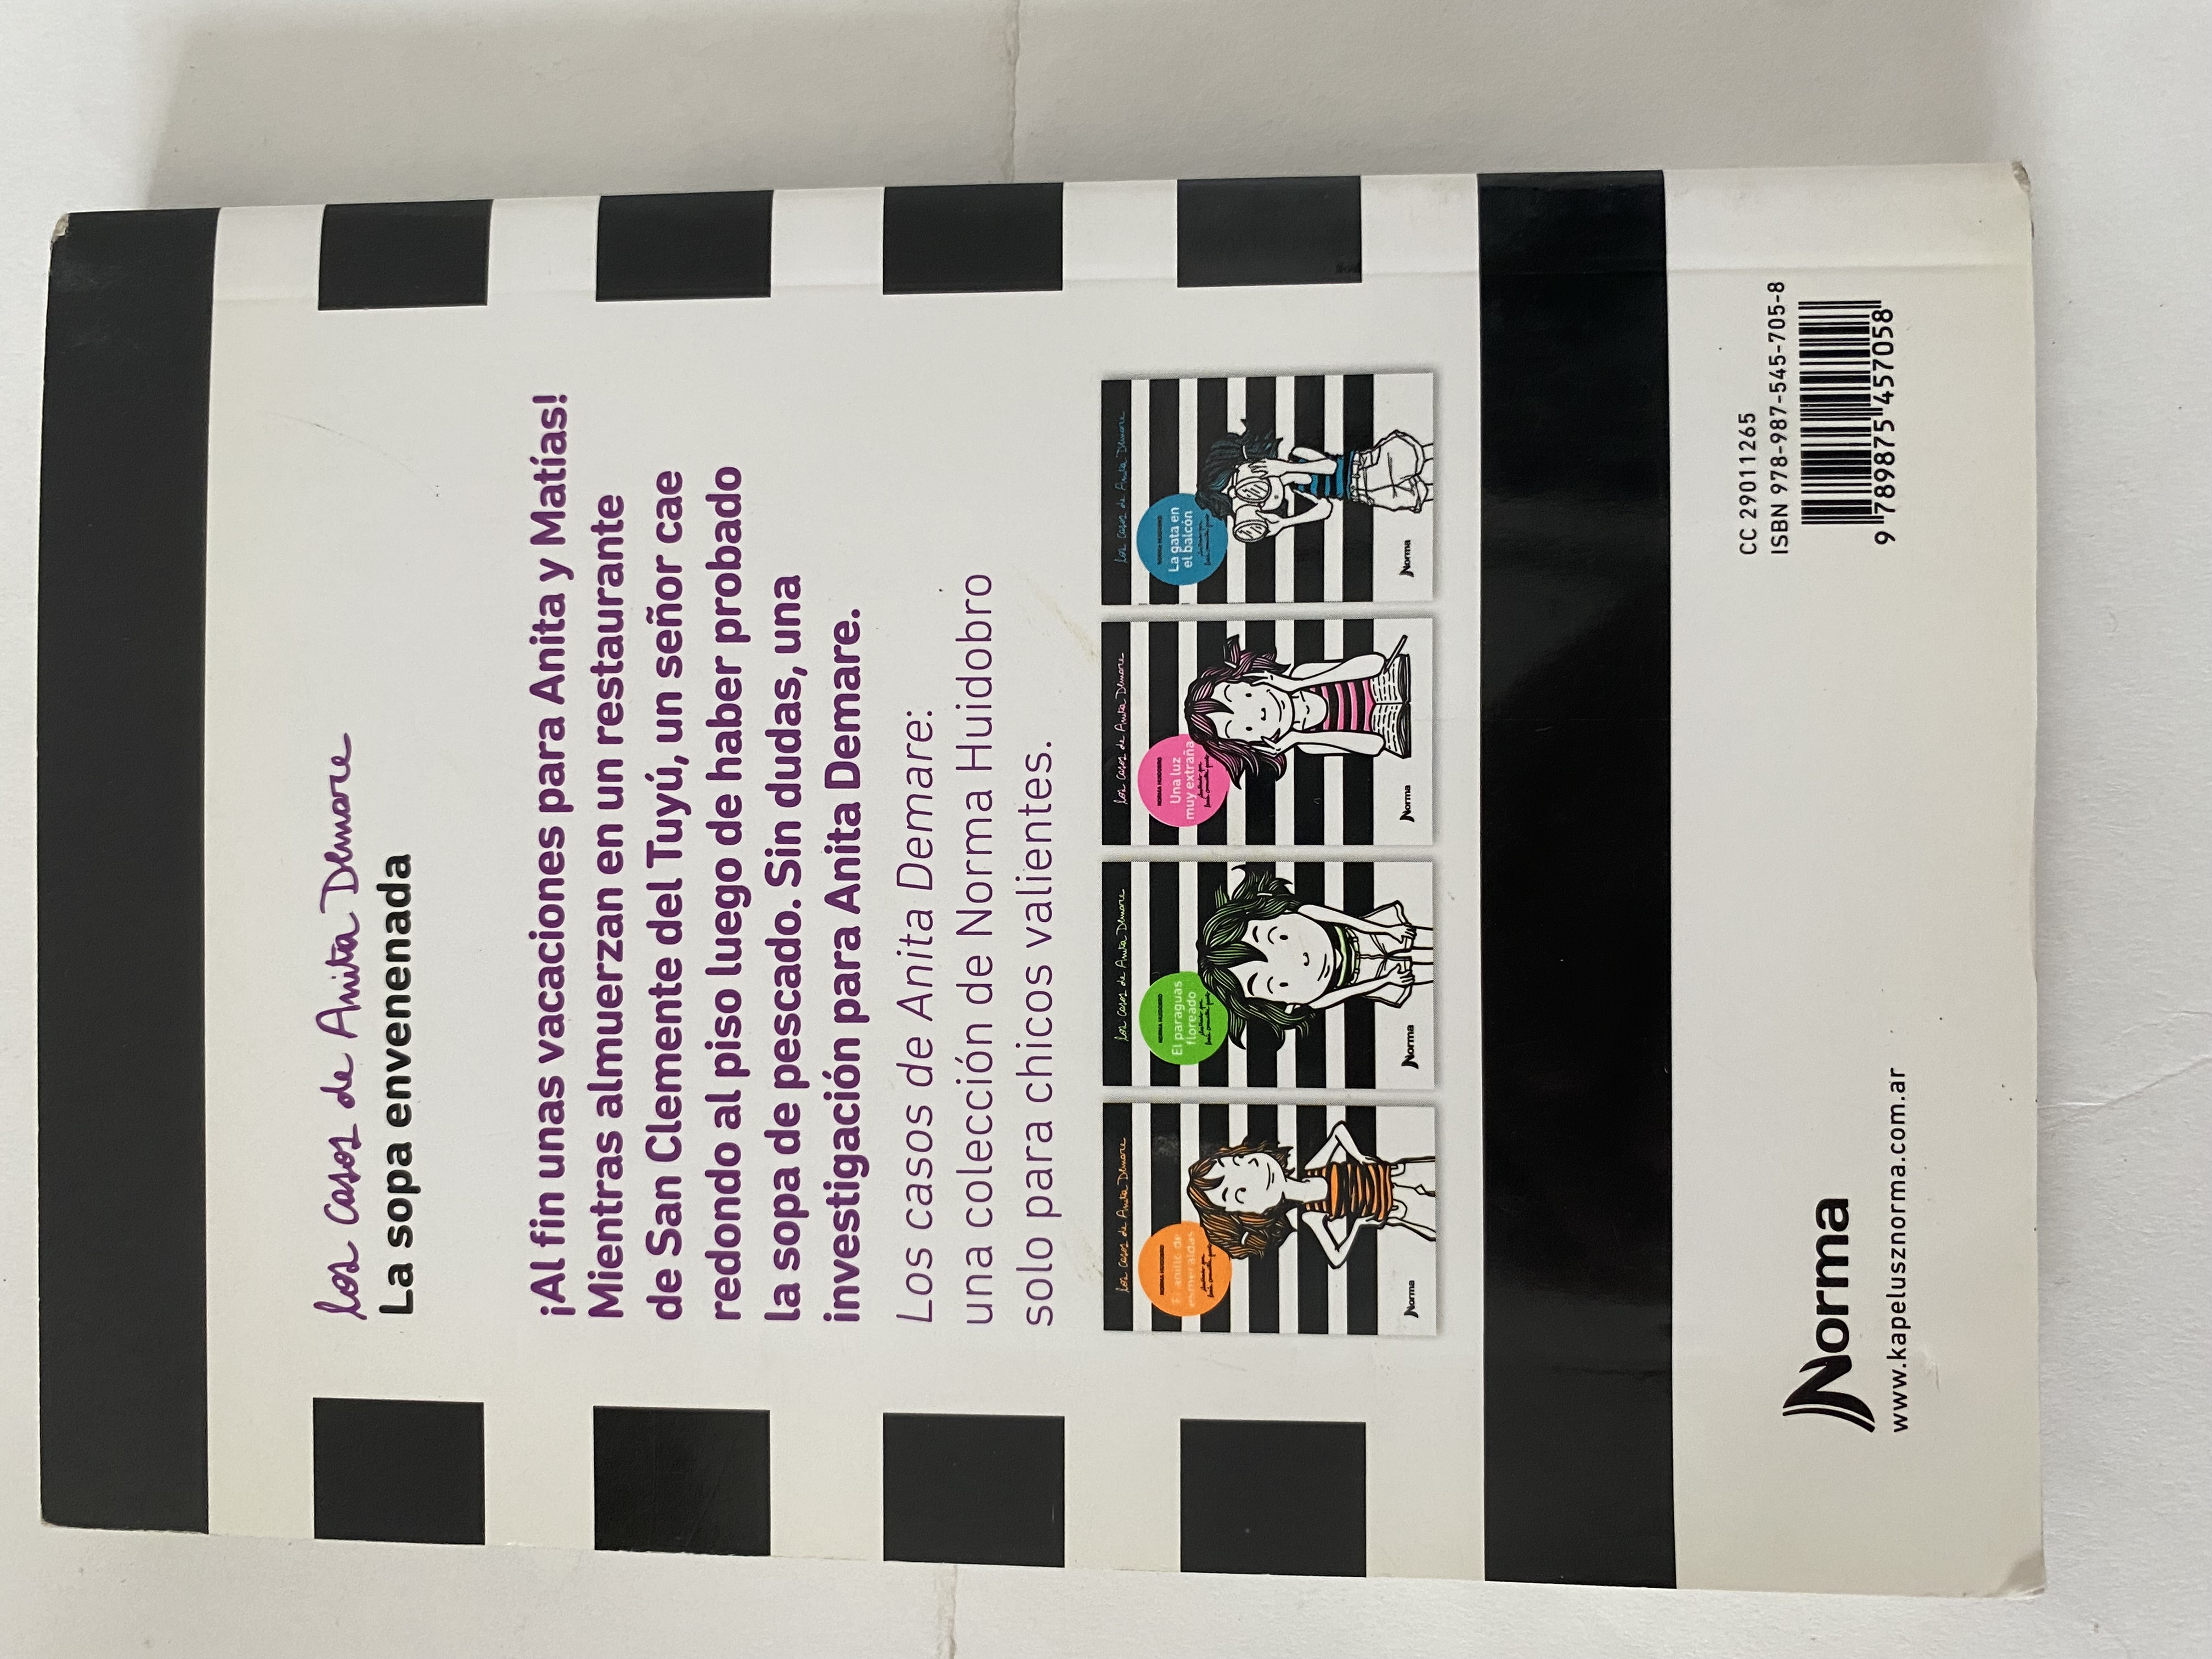 los casos de Anita Demare
La sopa envenenada
¡Al fin unas vacaciones para Anita y Matías!
Mientras almuerzan en un restaurante
de San Clemente del Tuyú, un señor cae
redondo al piso luego de haber probado
la sopa de pescado. Sin dudas, una
investigación para Anita Demare.
Los casos de Anita Demare:
una colección de Norma Huidobro
solo para chicos valientes.
los casos de Anita Demare
NORMA HUIDOBRO
El anillo de
esmeraldas
Norma
los casos de Anita Demare
NORMA HUIDOBRO
El paraguas
floreado
Norma
los casos de Anita Demare
NORMA HUIDOBRO
Una luz
muy extraña
Norma
los casos de Anita Demare
NORMA HUIDOBRO
La gata en
el balcón
Norma
CC 29011265
ISBN 978-987-545-705-8
9 789875 457058
Norma
www.kapelusznorma.com.ar